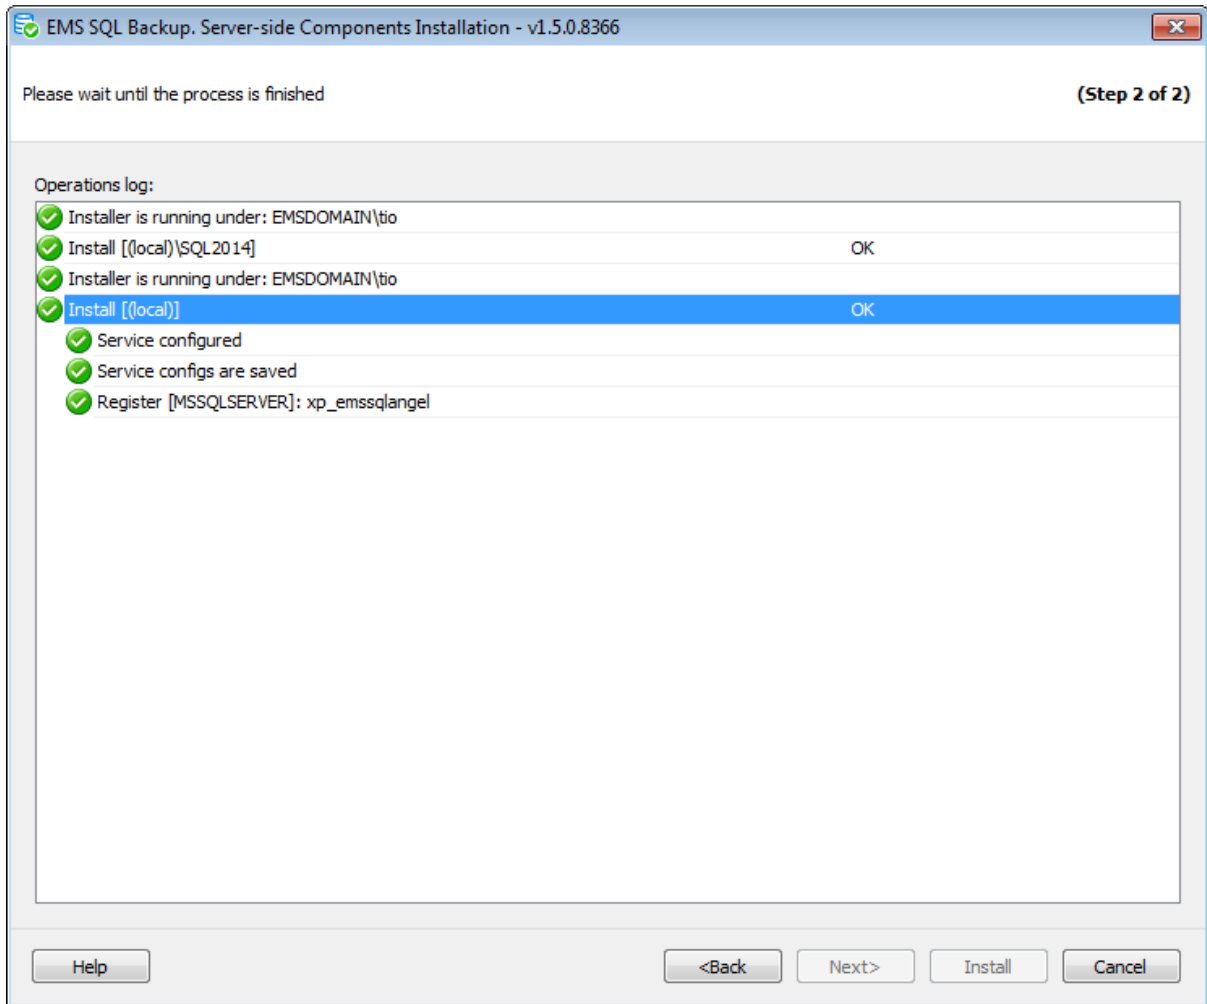 EMS SQL Backup. Server-side Components Installation - v1.5.0.8366
Please wait until the process is finished (Step 2 of 2)
Operations log:
Installer is running under: EMSDOMAIN\tio
Install [(local)\SQL2014] OK
Installer is running under: EMSDOMAIN\tio
Install [(local)] OK
Service configured
Service configs are saved
Register [MSSQLSERVER]: xp_emssqlangel
Help <Back Next> Install Cancel